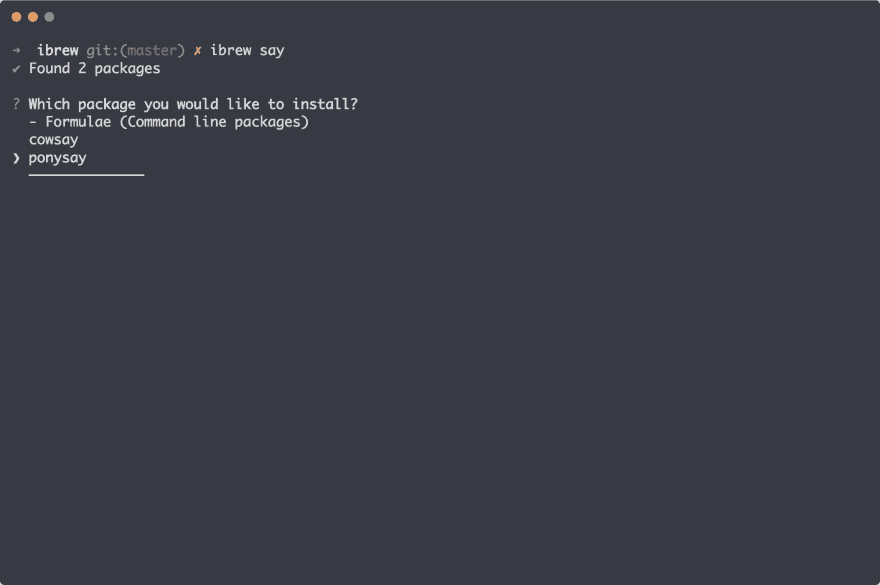 → ibrew git:(master) ✗ ibrew say
✔ Found 2 packages
? Which package you would like to install?
- Formulae (Command line packages)
cowsay
❯ ponysay